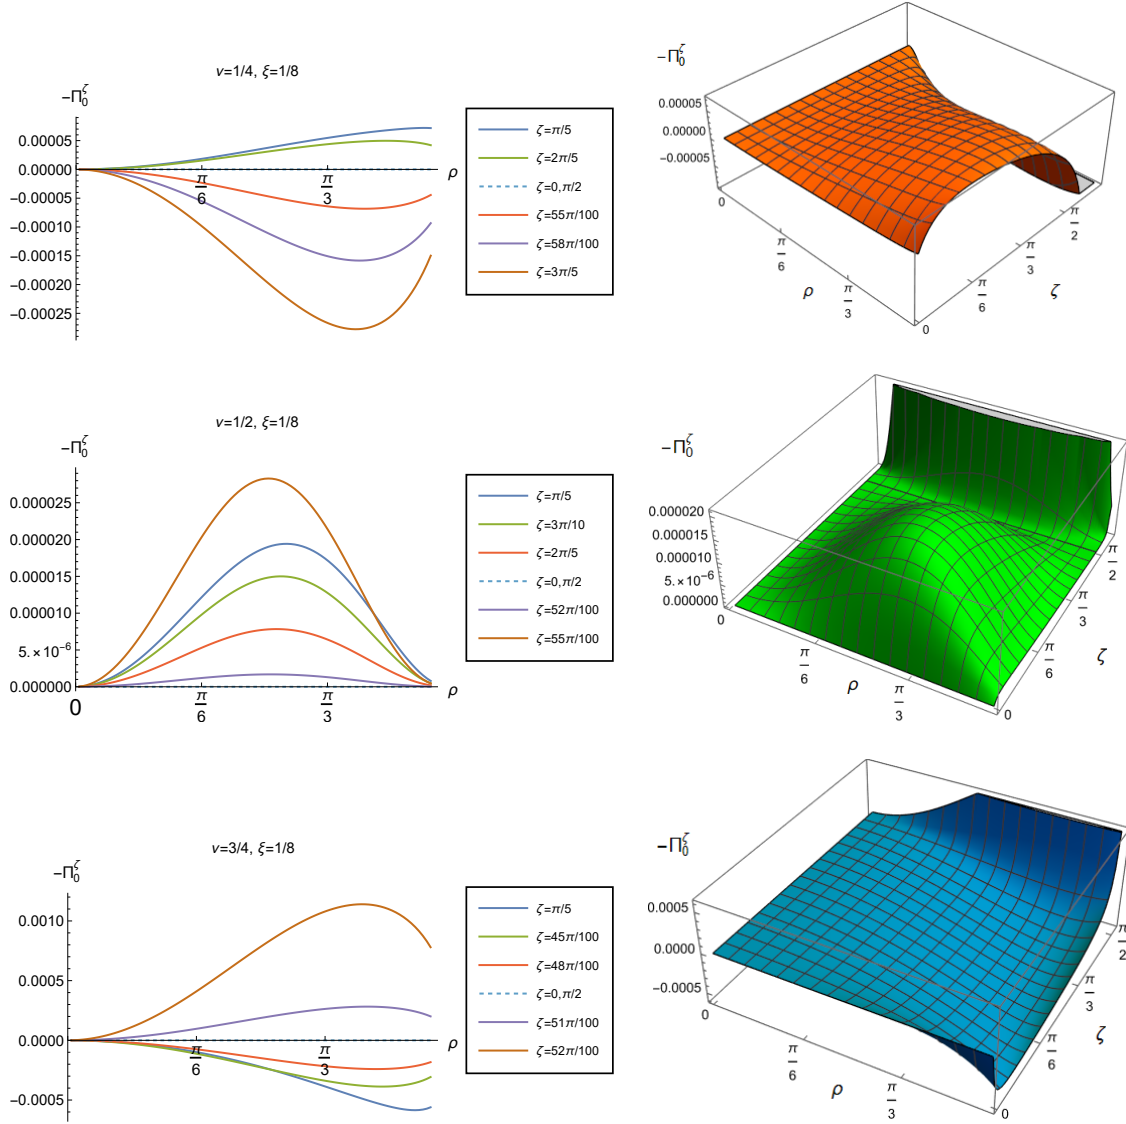 ν=1/4, ξ=1/8
−Π₀^ζ
0.00005
0.00000
−0.00005
−0.00010
−0.00015
−0.00020
−0.00025
π/6
π/3
ρ
ζ=π/5
ζ=2π/5
ζ=0,π/2
ζ=55π/100
ζ=58π/100
ζ=3π/5
−Π₀^ζ
0.00005
0.00000
−0.00005
0
π/6
π/3
ρ
0
π/6
π/3
π/2
ζ
ν=1/2, ξ=1/8
−Π₀^ζ
0.000025
0.000020
0.000015
0.000010
5.×10⁻⁶
0.000000
0
π/6
π/3
ρ
ζ=π/5
ζ=3π/10
ζ=2π/5
ζ=0,π/2
ζ=52π/100
ζ=55π/100
−Π₀^ζ
0.000020
0.000015
0.000010
5.×10⁻⁶
0.000000
0
π/6
π/3
ρ
0
π/6
π/3
π/2
ζ
ν=3/4, ξ=1/8
−Π₀^ζ
0.0010
0.0005
0.0000
−0.0005
π/6
π/3
ρ
ζ=π/5
ζ=45π/100
ζ=48π/100
ζ=0,π/2
ζ=51π/100
ζ=52π/100
−Π₀^ζ
0.0005
0.0000
−0.0005
0
π/6
π/3
ρ
0
π/6
π/3
π/2
ζ